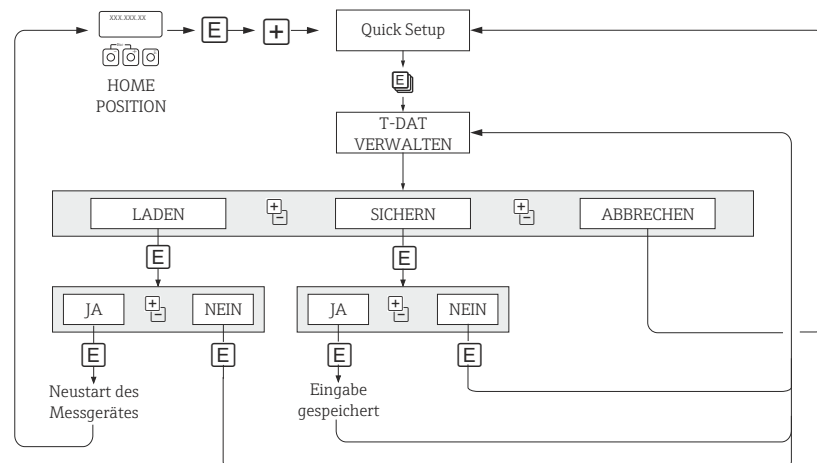 XXX.XXX.XX
Esc
E
+
Quick Setup
HOME
POSITION
E
T-DAT
VERWALTEN
LADEN
+
-
SICHERN
+
-
ABBRECHEN
E
E
JA
+
-
NEIN
JA
+
-
NEIN
E
E
E
E
Neustart des
Messgerätes
Eingabe
gespeichert